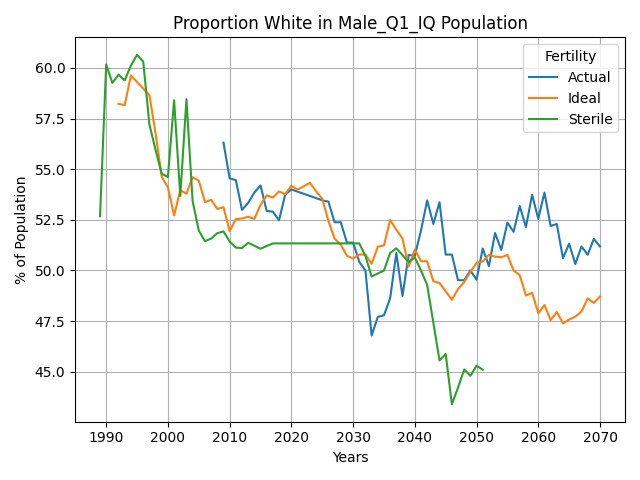 Proportion White in Male_Q1_IQ Population
Fertility
Actual
Ideal
Sterile
% of Population
60.0
57.5
55.0
52.5
50.0
47.5
45.0
1990 2000 2010 2020 2030 2040 2050 2060 2070
Years